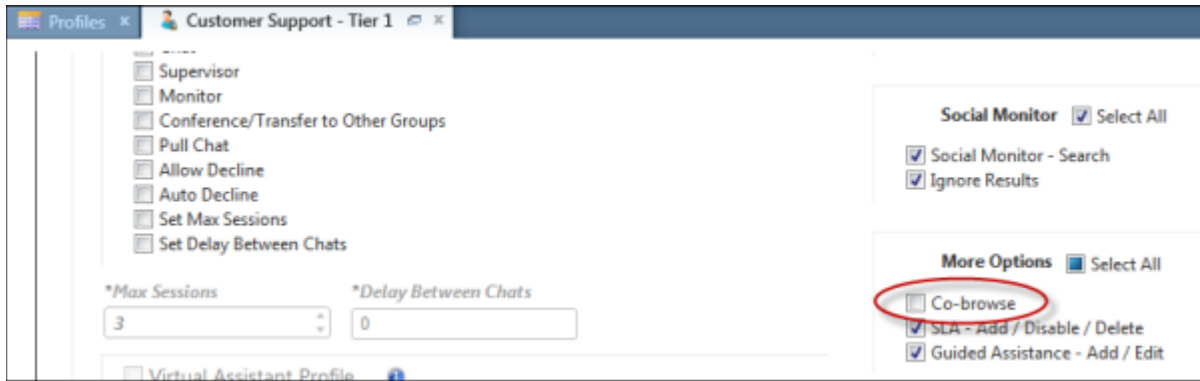 Profiles
Customer Support - Tier 1
Supervisor
Monitor
Conference/Transfer to Other Groups
Pull Chat
Allow Decline
Auto Decline
Set Max Sessions
Set Delay Between Chats
*Max Sessions *Delay Between Chats
3 0
Virtual Assistant Profile
Social Monitor Select All
Social Monitor - Search
Ignore Results
More Options Select All
Co-browse
SLA - Add / Disable / Delete
Guided Assistance - Add / Edit